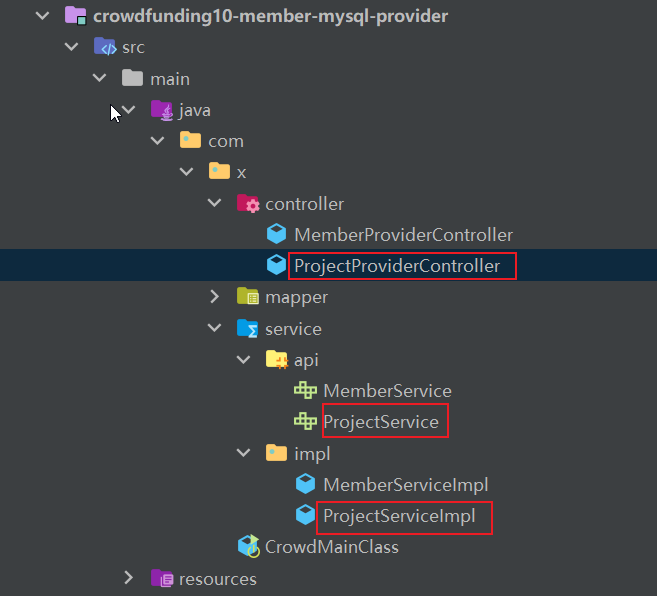 crowdfunding10-member-mysql-provider
src
main
java
com
x
controller
MemberProviderController
ProjectProviderController
mapper
service
api
MemberService
ProjectService
impl
MemberServiceImpl
ProjectServiceImpl
CrowdMainClass
resources